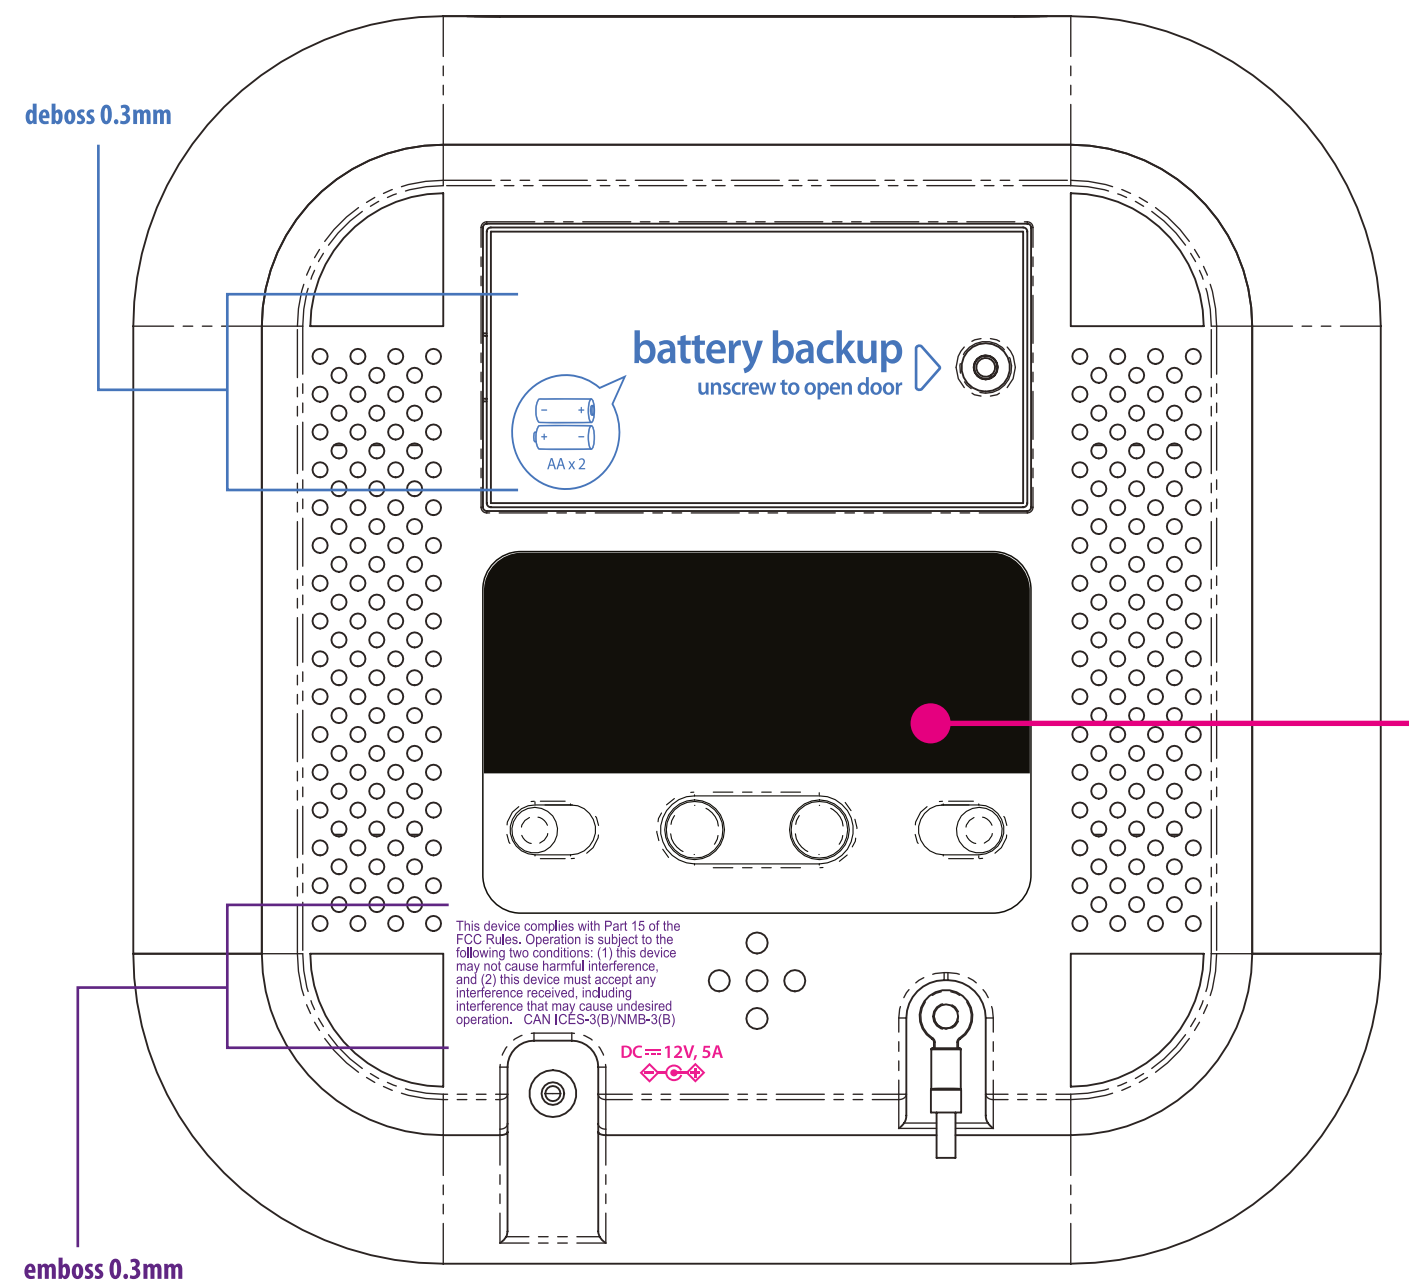 deboss 0.3mm
battery backup
unscrew to open door
- +
+ -
AA x 2
This device complies with Part 15 of the
FCC Rules. Operation is subject to the
following two conditions: (1) this device
may not cause harmful interference,
and (2) this device must accept any
interference received, including
interference that may cause undesired
operation. CAN ICES-3(B)/NMB-3(B)
DC⎓12V, 5A
emboss 0.3mm